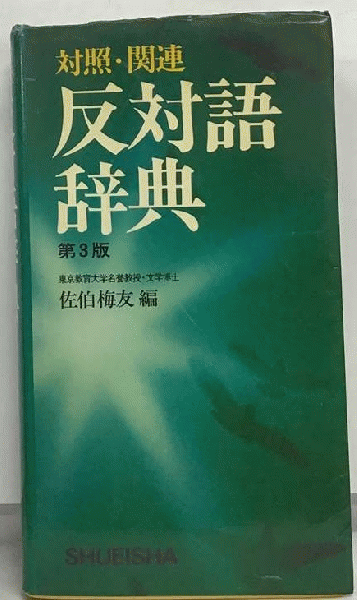 対照・関連
反対語
辞典
第3版
東京教育大学名誉教授・文学博士
佐伯梅友 編
SHUEISHA